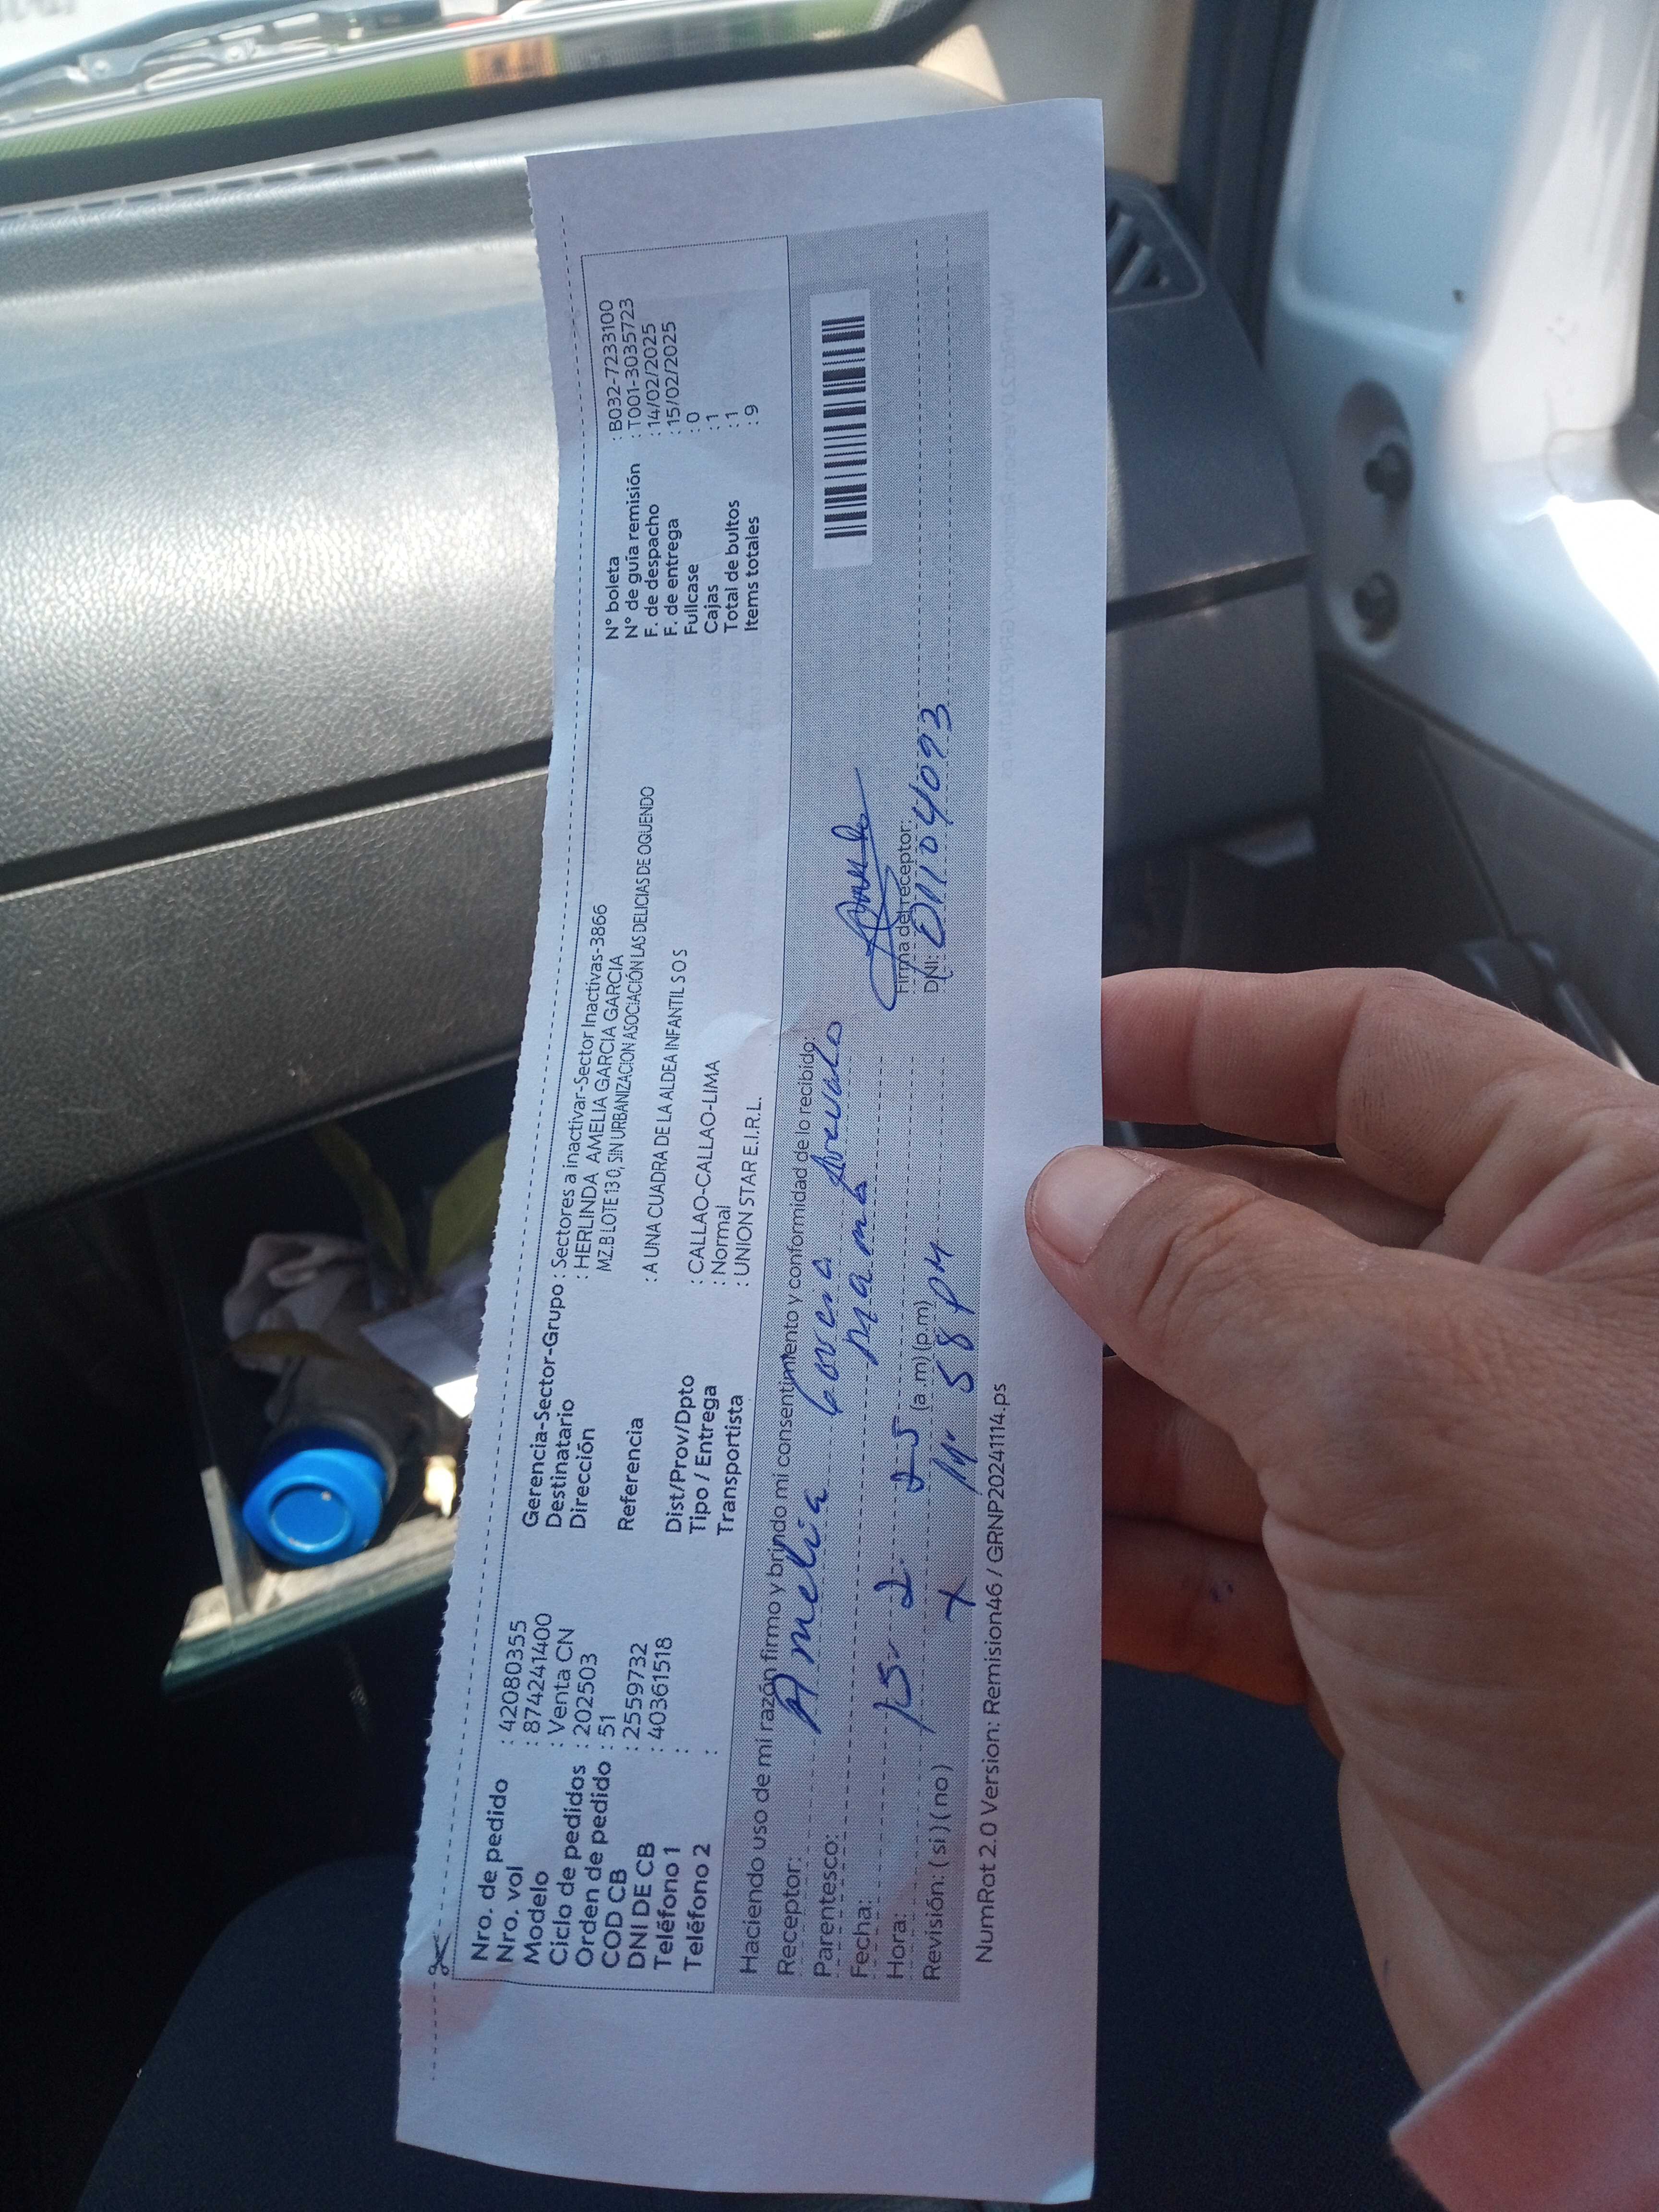 Nro. de pedido : 42080355
Nro. vol : 874241400
Modelo : Venta CN
Ciclo de pedidos : 202503
Orden de pedido : 51
COD CB : 2559732
DNI DE CB : 40361518
Teléfono 1 :
Teléfono 2 :
Gerencia-Sector-Grupo : Sectores a inactivar-Sector Inactivas-3866
Destinatario : HERLINDA AMELIA GARCIA GARCIA
Dirección MZ.B LOTE 13 0, SIN URBANIZACION ASOCIACIÓN LAS DELICIAS DE OQUENDO
Referencia : A UNA CUADRA DE LA ALDEA INFANTIL S O S
Dist/Prov/Dpto : CALLAO-CALLAO-LIMA
Tipo / Entrega : Normal
Transportista : UNION STAR E.I.R.L.
N° boleta : B032-7233100
N° de guía remisión : T001-3035723
F. de despacho : 14/02/2025
F. de entrega : 15/02/2025
Fullcase : 0
Cajas : 1
Total de bultos : 1
Items totales : 9
Haciendo uso de mi razón firmo y brindo mi consentimiento y conformidad de lo recibido:
Receptor: Amelia Arevalo
Parentesco: Mamá
Fecha: 15 2 25
Hora: (a m) (p.m) 58 PM
Revisión: ( si ) ( no ) X
Firma del receptor:
DNI: 01104093
NumRot 2.0 Version: Remision46 / GRNP20241114.ps